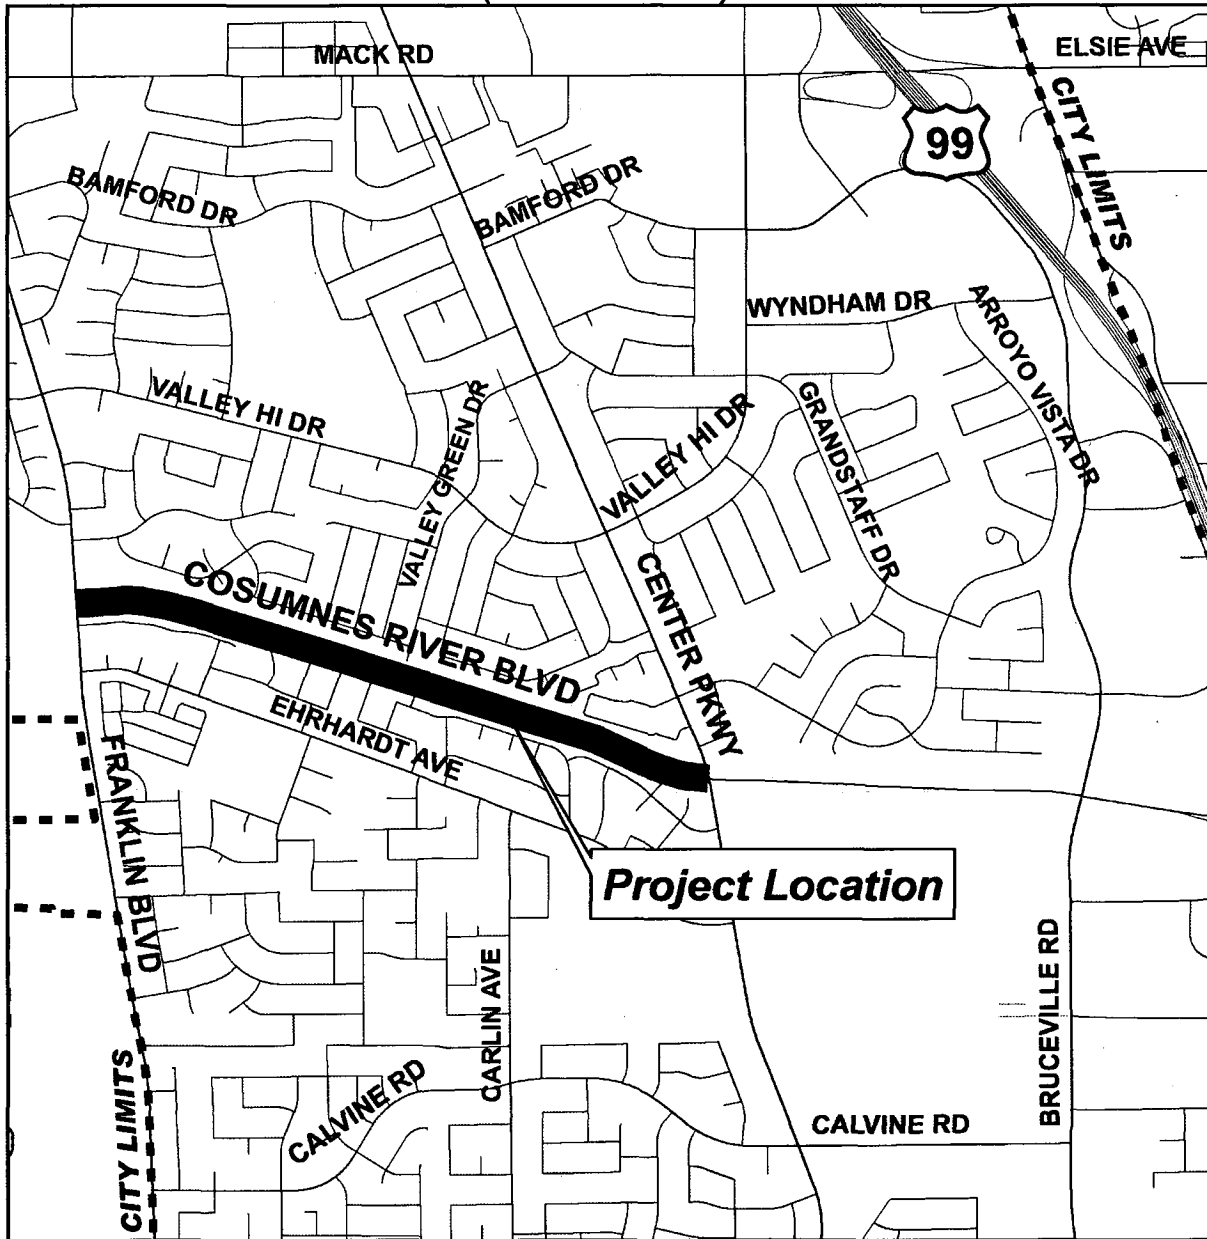 MACK RD
ELSIE AVE
CITY LIMITS
99
BAMFORD DR
BAMFORD DR
WYNDHAM DR
ARROYO VISTA DR
VALLEY HI DR
VALLEY GREEN DR
VALLEY HI DR
GRANDSTAFF DR
COSUMNES RIVER BLVD
CENTER PKWY
EHRHARDT AVE
FRANKLIN BLVD
Project Location
CARLIN AVE
BRUCEVILLE RD
CITY LIMITS
CALVINE RD
CALVINE RD